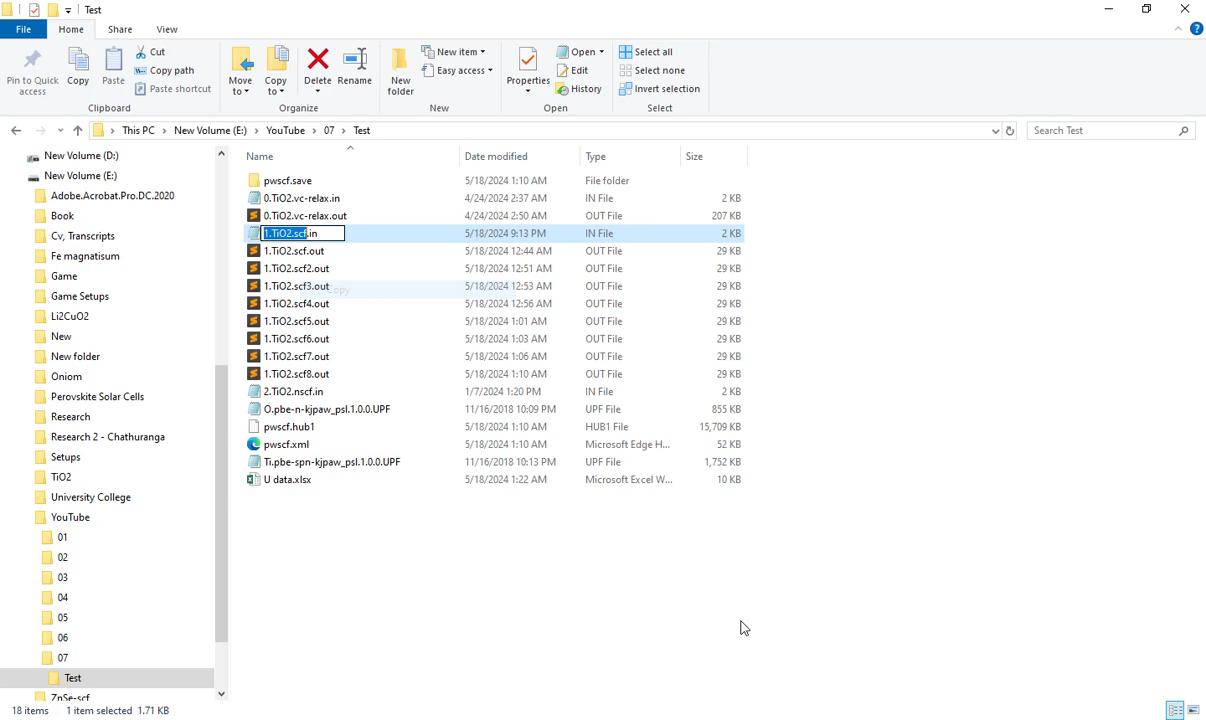 Test
File Home Share View
Pin to Quick access
Copy
Paste
Cut
Copy path
Paste shortcut
Clipboard
Move to
Copy to
Delete
Rename
Organize
New folder
New item
Easy access
New
Properties
Open
Edit
History
Open
Select all
Select none
Invert selection
Select
This PC > New Volume (E:) > YouTube > 07 > Test
Search Test
New Volume (D:)
New Volume (E:)
Adobe.Acrobat.Pro.DC.2020
Book
Cv, Transcripts
Fe magnatism
Game
Game Setups
Li2CuO2
New
New folder
Oniom
Perovskite Solar Cells
Research
Research 2 - Chathuranga
Setups
TiO2
University College
YouTube
01
02
03
04
05
06
07
Test
ZnSe-scf
Name Date modified Type Size
pwscf.save 5/18/2024 1:10 AM File folder
0.TiO2.vc-relax.in 4/24/2024 2:37 AM IN File 2 KB
0.TiO2.vc-relax.out 4/24/2024 2:50 AM OUT File 207 KB
1.TiO2.scf.in 5/18/2024 9:13 PM IN File 2 KB
1.TiO2.scf.out 5/18/2024 12:44 AM OUT File 29 KB
1.TiO2.scf2.out 5/18/2024 12:51 AM OUT File 29 KB
1.TiO2.scf3.out Copy 5/18/2024 12:53 AM OUT File 29 KB
1.TiO2.scf4.out 5/18/2024 12:56 AM OUT File 29 KB
1.TiO2.scf5.out 5/18/2024 1:01 AM OUT File 29 KB
1.TiO2.scf6.out 5/18/2024 1:03 AM OUT File 29 KB
1.TiO2.scf7.out 5/18/2024 1:06 AM OUT File 29 KB
1.TiO2.scf8.out 5/18/2024 1:10 AM OUT File 29 KB
2.TiO2.nscf.in 1/7/2024 1:20 PM IN File 2 KB
O.pbe-n-kjpaw_psl.1.0.0.UPF 11/16/2018 10:09 PM UPF File 855 KB
pwscf.hub1 5/18/2024 1:10 AM HUB1 File 15,709 KB
pwscf.xml 5/18/2024 1:10 AM Microsoft Edge H... 52 KB
Ti.pbe-spn-kjpaw_psl.1.0.0.UPF 11/16/2018 10:13 PM UPF File 1,752 KB
U data.xlsx 5/18/2024 1:22 AM Microsoft Excel W... 10 KB
18 items 1 item selected 1.71 KB